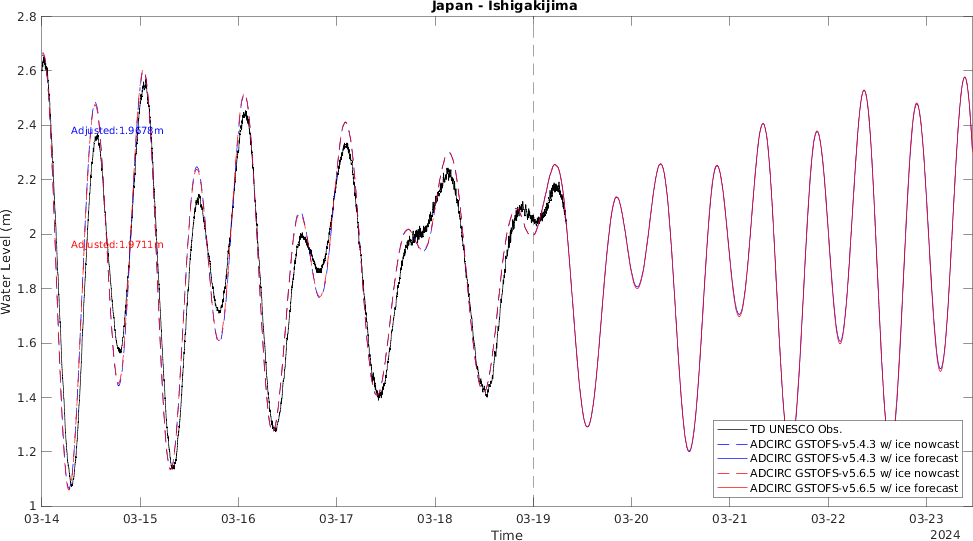 Japan - Ishigakijima
2.8
2.6
2.4
2.2
2
1.8
1.6
1.4
1.2
1
Water Level (m)
Adjusted:1.9678m
Adjusted:1.9711m
TD UNESCO Obs.
ADCIRC GSTOFS-v5.4.3 w/ ice nowcast
ADCIRC GSTOFS-v5.4.3 w/ ice forecast
ADCIRC GSTOFS-v5.6.5 w/ ice nowcast
ADCIRC GSTOFS-v5.6.5 w/ ice forecast
03-14 03-15 03-16 03-17 03-18 03-19 03-20 03-21 03-22 03-23
Time
2024